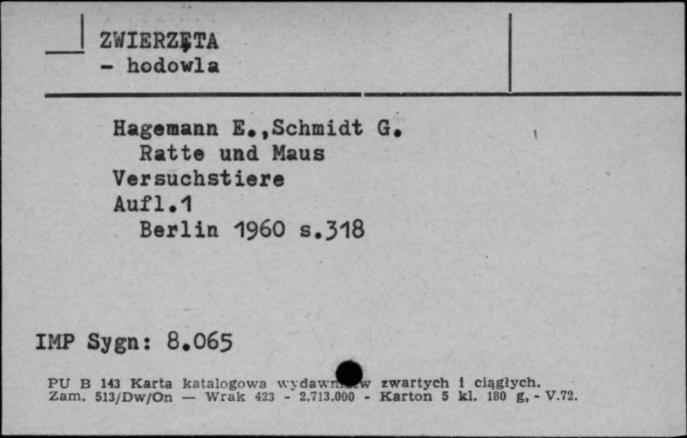 ZWIERZĘTA
- hodowla
Hagemann E.,Schmidt G.
Ratte und Maus
Versuchstiere
Aufl.1
Berlin 1960 s.318
IMP Sygn: 8.065
PU B 143 Karta katalogowa zwartych i ciągłych.
Zam. 513/Dw/On — Wrak 423 - 2.713.000 - Karton 5 kl. 180 g, - V.72.